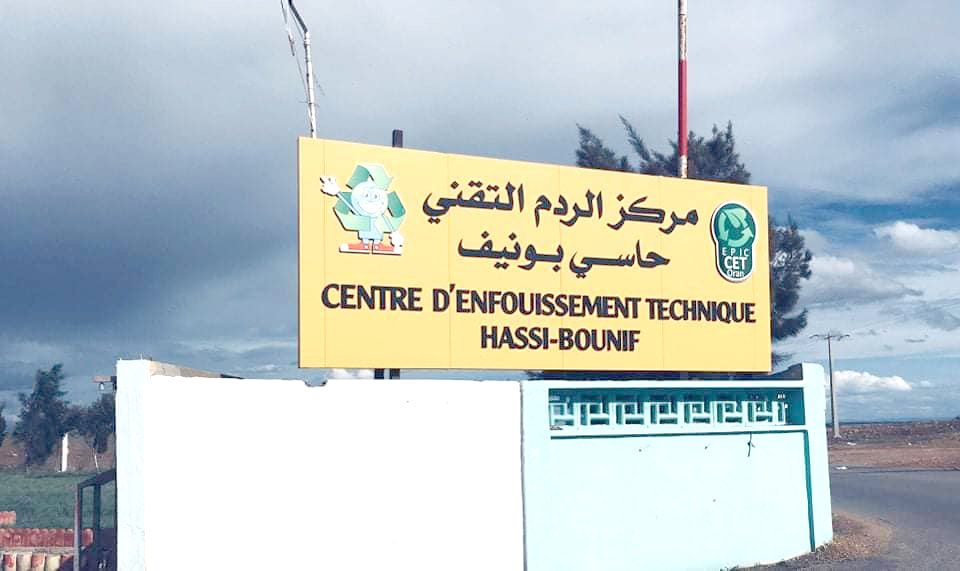 مركز الردم التقني
حاسي بونيف
CENTRE D'ENFOUISSEMENT TECHNIQUE
HASSI-BOUNIF
EPIC
CET
Oran